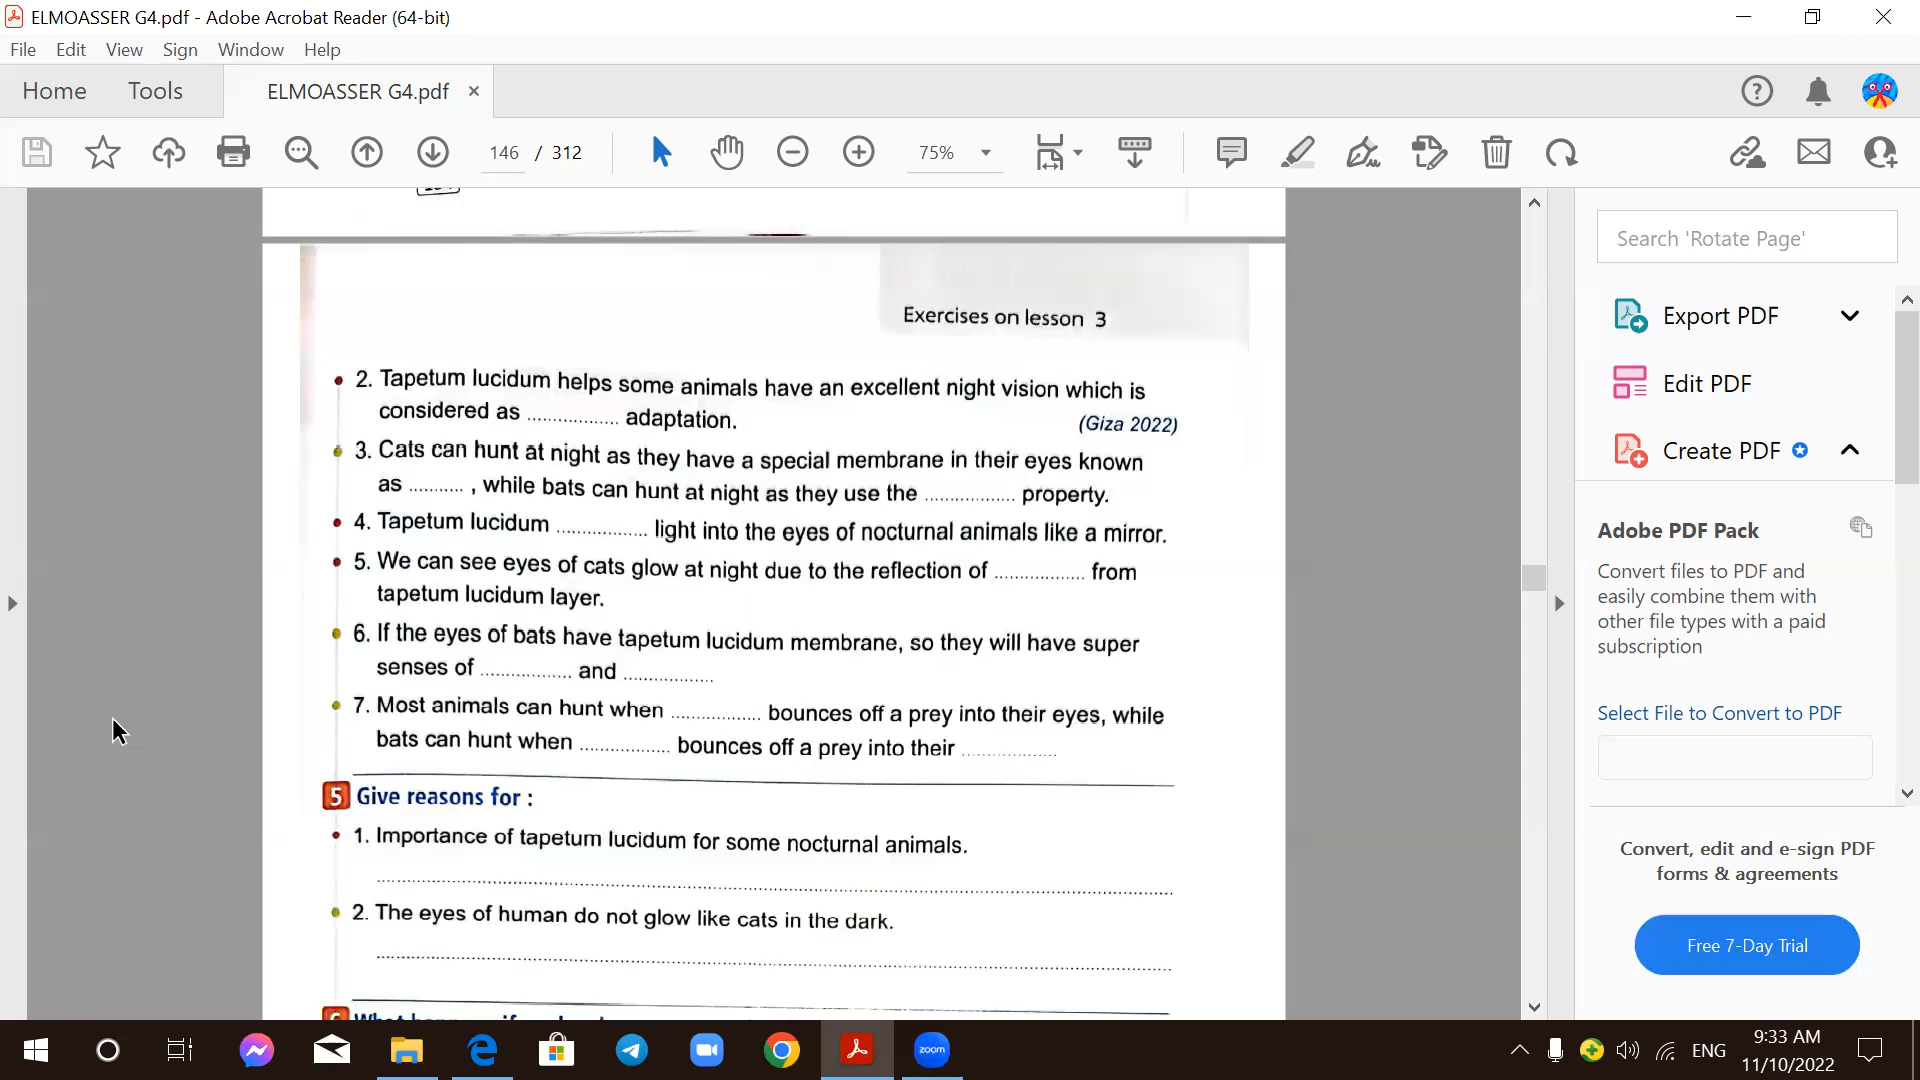 ELMOASSER G4.pdf - Adobe Acrobat Reader (64-bit)
File Edit View Sign Window Help
Home Tools ELMOASSER G4.pdf
146 / 312 75%
Exercises on lesson 3
2. Tapetum lucidum helps some animals have an excellent night vision which is
considered as ................. adaptation. (Giza 2022)
3. Cats can hunt at night as they have a special membrane in their eyes known
as .......... , while bats can hunt at night as they use the ................. property.
4. Tapetum lucidum ................. light into the eyes of nocturnal animals like a mirror.
5. We can see eyes of cats glow at night due to the reflection of ................. from
tapetum lucidum layer.
6. If the eyes of bats have tapetum lucidum membrane, so they will have super
senses of ................. and .................
7. Most animals can hunt when ................. bounces off a prey into their eyes, while
bats can hunt when ................. bounces off a prey into their .................
5 Give reasons for :
1. Importance of tapetum lucidum for some nocturnal animals.
2. The eyes of human do not glow like cats in the dark.
Search 'Rotate Page'
Export PDF
Edit PDF
Create PDF
Adobe PDF Pack
Convert files to PDF and
easily combine them with
other file types with a paid
subscription
Select File to Convert to PDF
Convert, edit and e-sign PDF
forms & agreements
Free 7-Day Trial
zoom
ENG
9:33 AM
11/10/2022